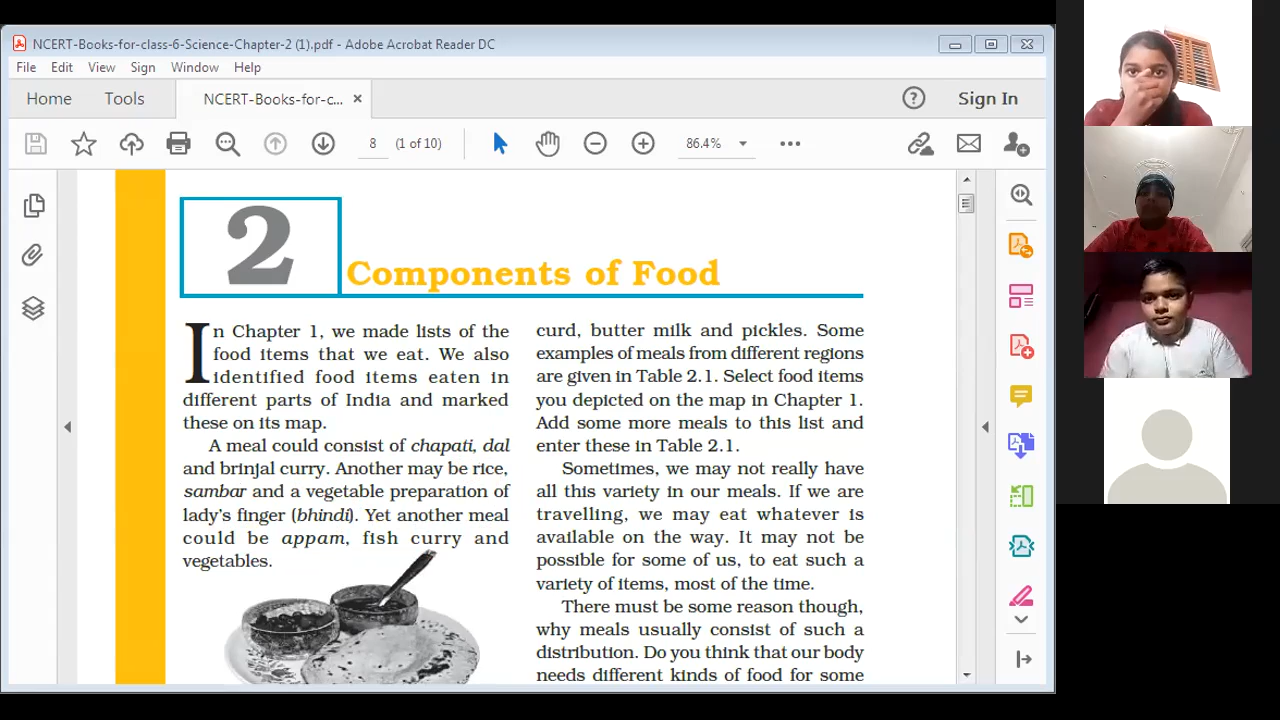 NCERT-Books-for-class-6-Science-Chapter-2 (1).pdf - Adobe Acrobat Reader DC
File Edit View Sign Window Help
Home Tools NCERT-Books-for-c... ×
Sign In
8 (1 of 10) 86.4%
2
Components of Food
In Chapter 1, we made lists of the
food items that we eat. We also
identified food items eaten in
different parts of India and marked
these on its map.
A meal could consist of chapati, dal
and brinjal curry. Another may be rice,
sambar and a vegetable preparation of
lady's finger (bhindi). Yet another meal
could be appam, fish curry and
vegetables.
curd, butter milk and pickles. Some
examples of meals from different regions
are given in Table 2.1. Select food items
you depicted on the map in Chapter 1.
Add some more meals to this list and
enter these in Table 2.1.
Sometimes, we may not really have
all this variety in our meals. If we are
travelling, we may eat whatever is
available on the way. It may not be
possible for some of us, to eat such a
variety of items, most of the time.
There must be some reason though,
why meals usually consist of such a
distribution. Do you think that our body
needs different kinds of food for some